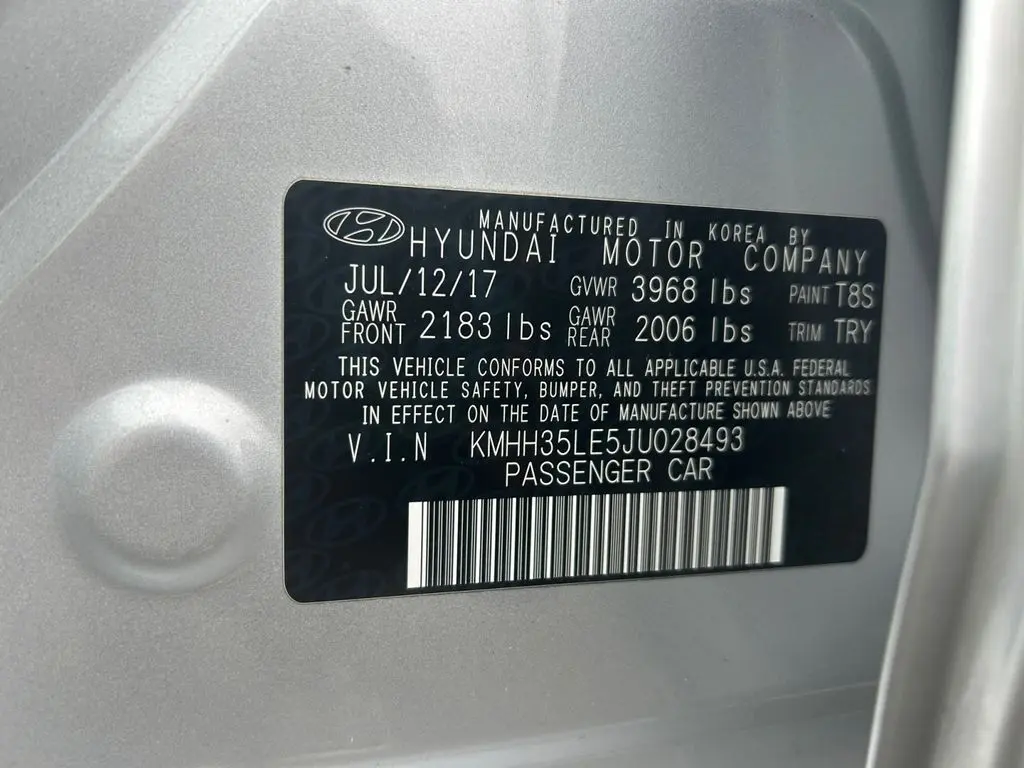 MANUFACTURED IN KOREA BY
HYUNDAI MOTOR COMPANY
JUL/12/17 GVWR 3968 lbs PAINT T8S
GAWR FRONT 2183 lbs GAWR REAR 2006 lbs TRIM TRY
THIS VEHICLE CONFORMS TO ALL APPLICABLE U.S.A. FEDERAL
MOTOR VEHICLE SAFETY, BUMPER, AND THEFT PREVENTION STANDARDS
IN EFFECT ON THE DATE OF MANUFACTURE SHOWN ABOVE
V.I.N KMHH35LE5JU028493
PASSENGER CAR